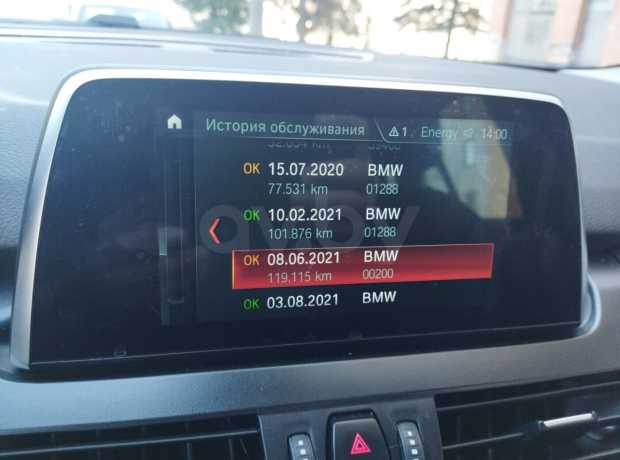 История обслуживания
1 Energy 14:00
OK 15.07.2020 BMW
77.531 km 01288
OK 10.02.2021 BMW
101.876 km 01288
OK 08.06.2021 BMW
119.115 km 00200
OK 03.08.2021 BMW